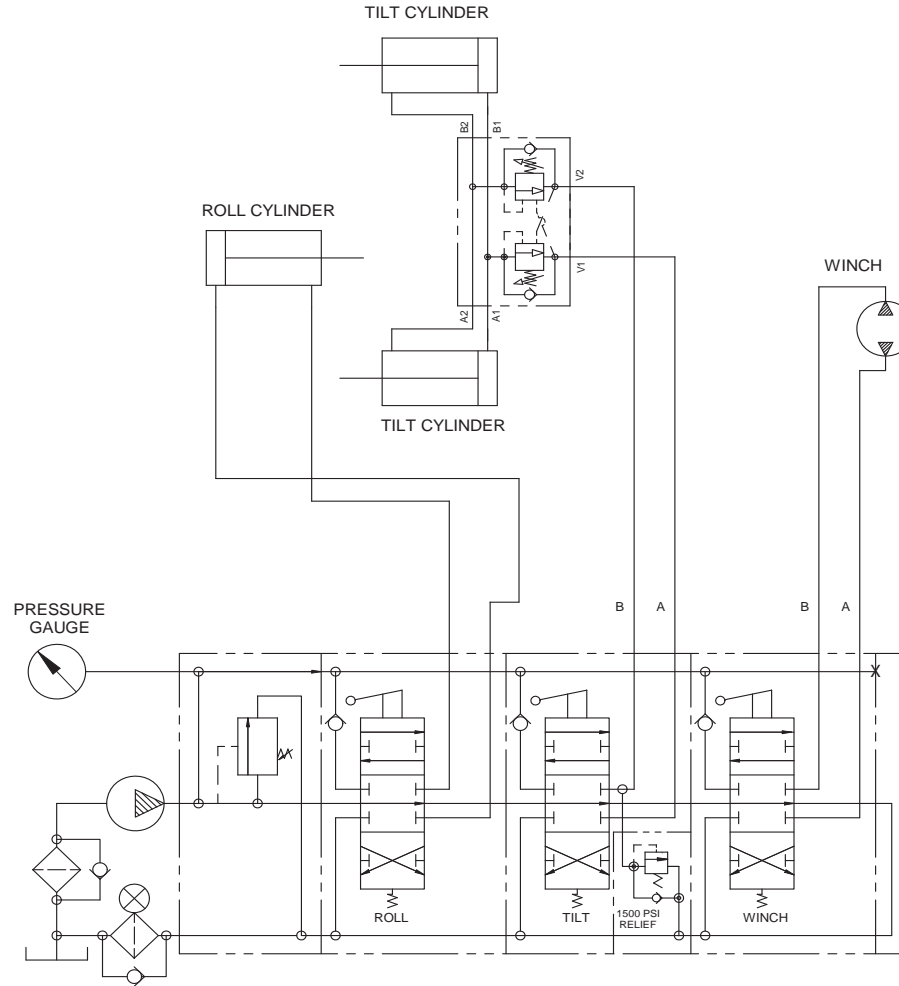 TILT CYLINDER
B2
B1
V2
ROLL CYLINDER
V1
WINCH
A2
A1
TILT CYLINDER
B
A
B
A
PRESSURE
GAUGE
X
ROLL
TILT
1500 PSI
RELIEF
WINCH